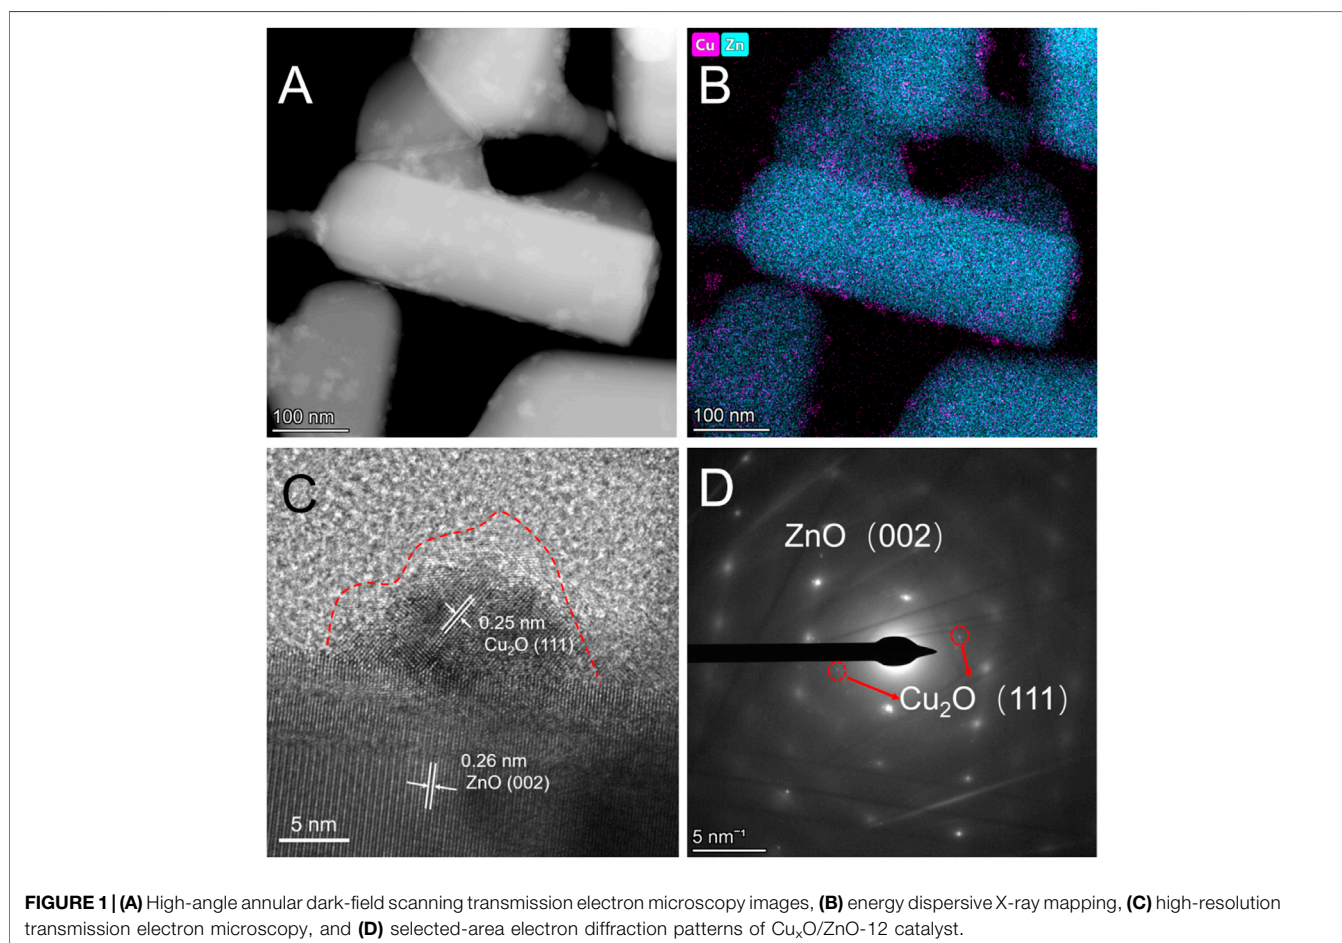 A
100 nm
Cu Zn
B
100 nm
C
0.25 nm
Cu₂O (111)
0.26 nm
ZnO (002)
5 nm
D
ZnO (002)
Cu₂O (111)
5 nm⁻¹
FIGURE 1 | (A) High-angle annular dark-field scanning transmission electron microscopy images, (B) energy dispersive X-ray mapping, (C) high-resolution
transmission electron microscopy, and (D) selected-area electron diffraction patterns of CuₓO/ZnO-12 catalyst.